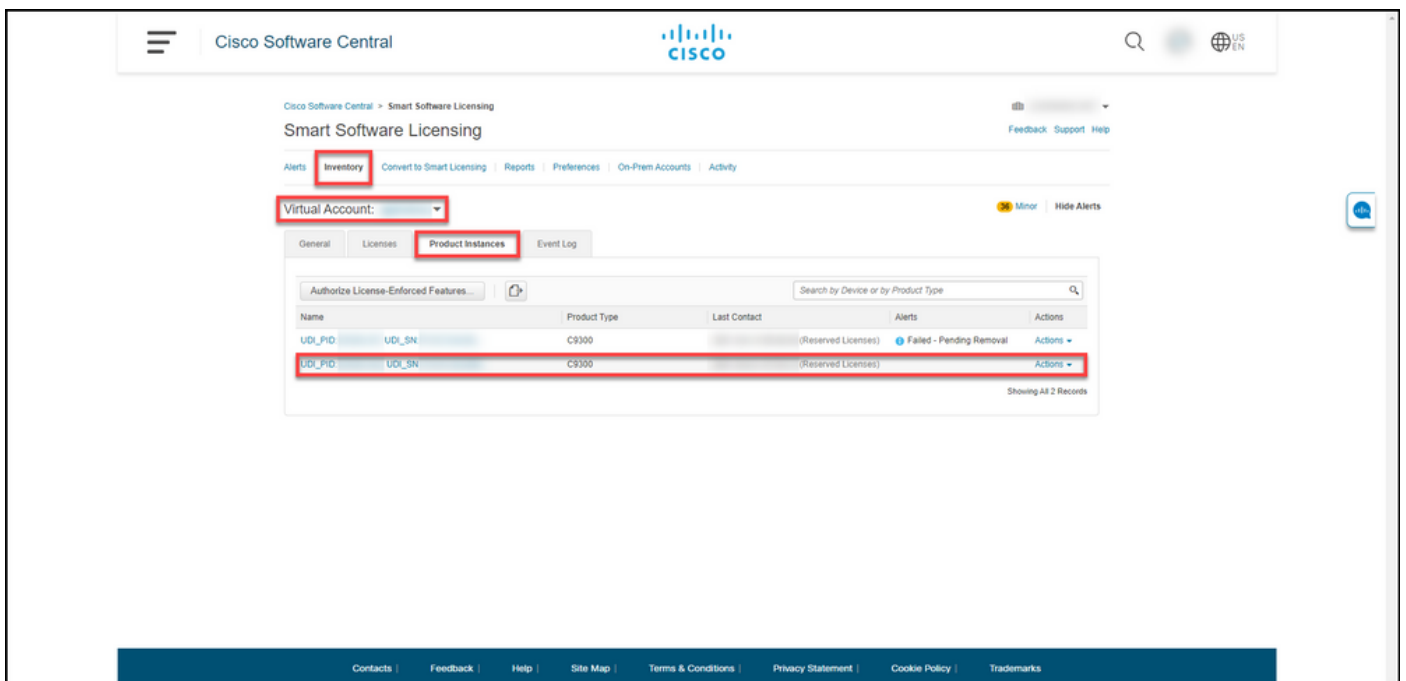 Cisco Software Central
CISCO
US
EN
Cisco Software Central > Smart Software Licensing
Smart Software Licensing
Feedback Support Help
Alerts Inventory Convert to Smart Licensing | Reports | Preferences | On-Prem Accounts | Activity
Virtual Account:
36 Minor | Hide Alerts
General Licenses Product Instances Event Log
Authorize License-Enforced Features...
Search by Device or by Product Type
Name Product Type Last Contact Alerts Actions
UDI_PID: UDI_SN: C9300 (Reserved Licenses) Failed - Pending Removal Actions
UDI_PID: UDI_SN C9300 (Reserved Licenses) Actions
Showing All 2 Records
Contacts | Feedback | Help | Site Map | Terms & Conditions | Privacy Statement | Cookie Policy | Trademarks